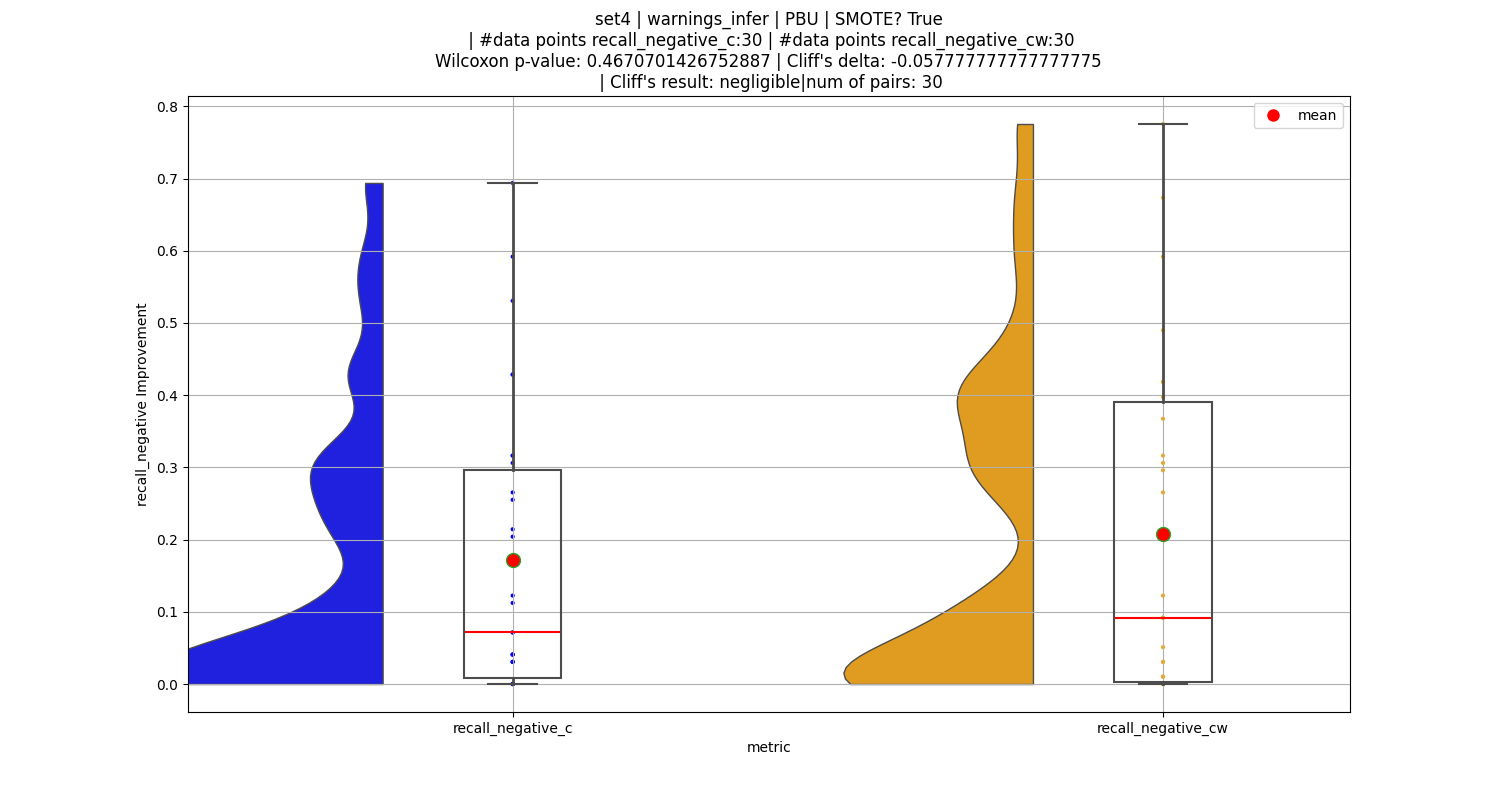 set4 | warnings_infer | PBU | SMOTE? True
| #data points recall_negative_c:30 | #data points recall_negative_cw:30
Wilcoxon p-value: 0.4670701426752887 | Cliff's delta: -0.0577777777777775
| Cliff's result: negligible|num of pairs: 30
mean
0.8
0.7
0.6
0.5
0.4
0.3
0.2
0.1
0.0
recall_negative Improvement
recall_negative_c
recall_negative_cw
metric